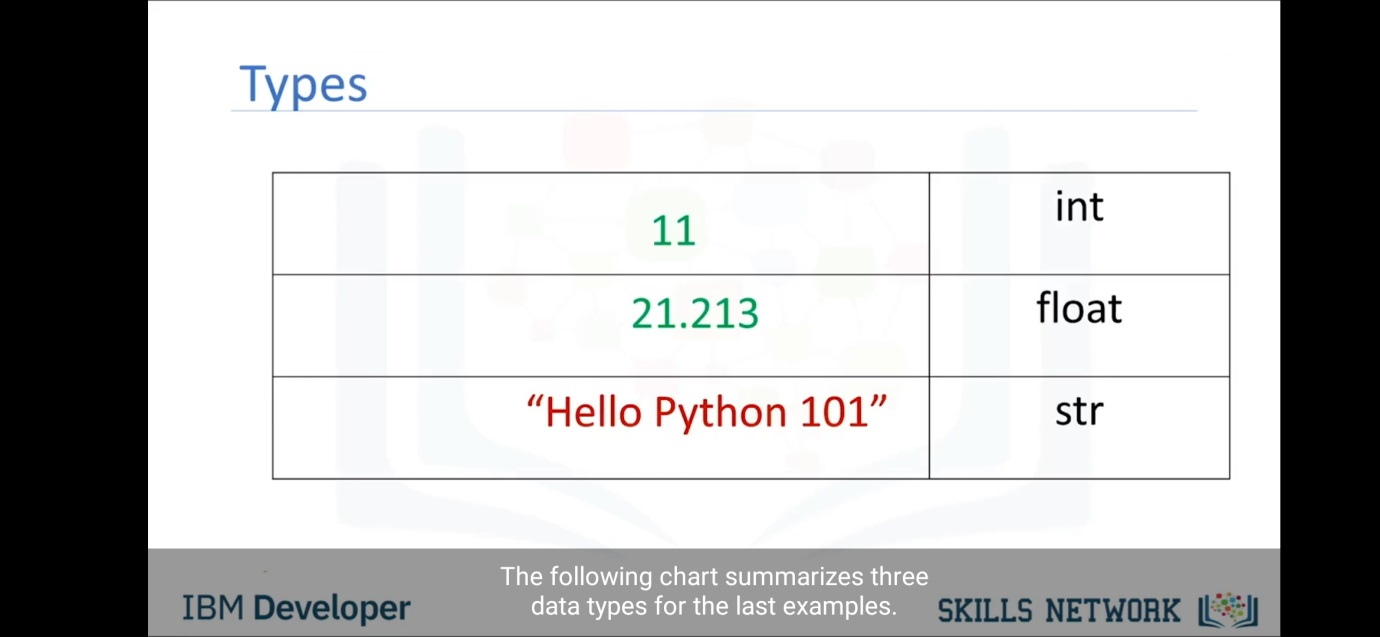 Types
11 int
21.213 float
“Hello Python 101” str
The following chart summarizes three
data types for the last examples.
IBM Developer
SKILLS NETWORK